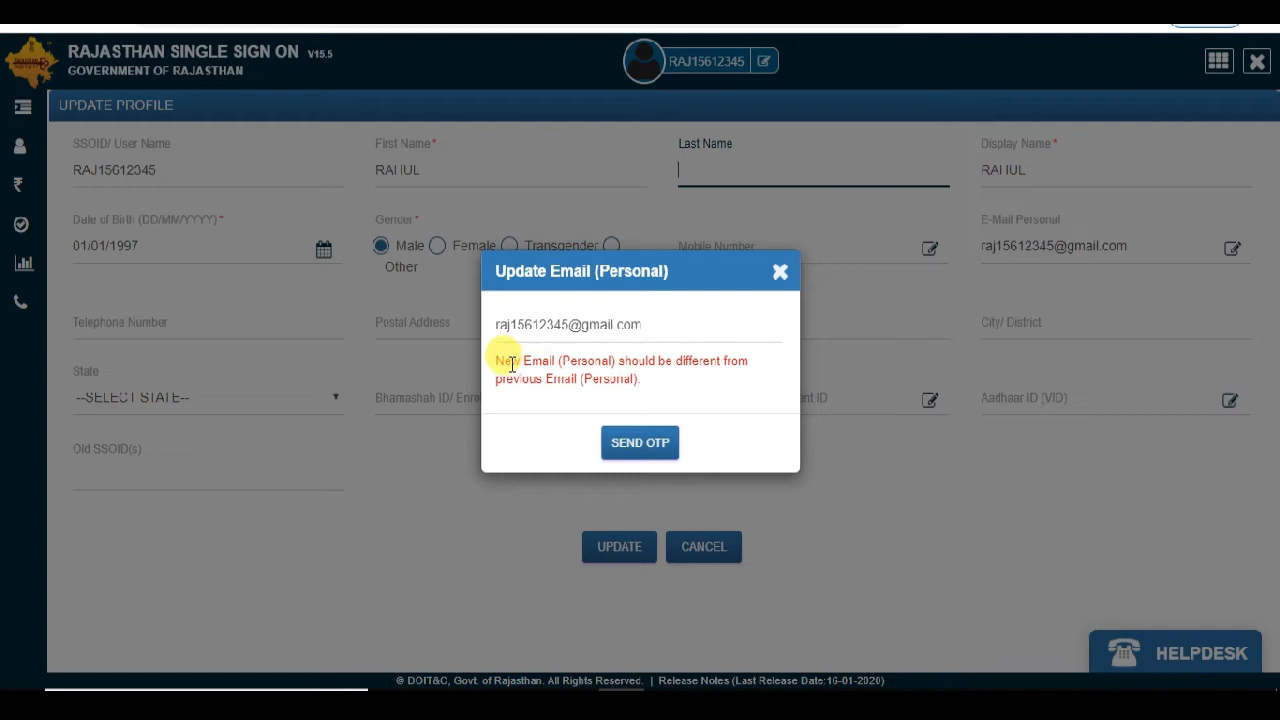 RAJASTHAN SINGLE SIGN ON V15.5
GOVERNMENT OF RAJASTHAN
RAJ15612345
UPDATE PROFILE
SSOID/ User Name
First Name*
Last Name
Display Name*
RAJ15612345
RAHUL
RAHUL
Date of Birth (DD/MM/YYYY)*
Gender*
E-Mail Personal
01/01/1997
Male Female Transgender
Other
Mobile Number
raj15612345@gmail.com
Update Email (Personal)
raj15612345@gmail.com
New Email (Personal) should be different from
previous Email (Personal).
SEND OTP
Telephone Number
Postal Address
City/ District
State
--SELECT STATE--
Bhamashah ID/
ID
Aadhaar ID (VID)
Old SSOID(s)
UPDATE
CANCEL
HELPDESK
© DOIT&C, Govt. of Rajasthan. All Rights Reserved. | Release Notes (Last Release Date:16-01-2020)